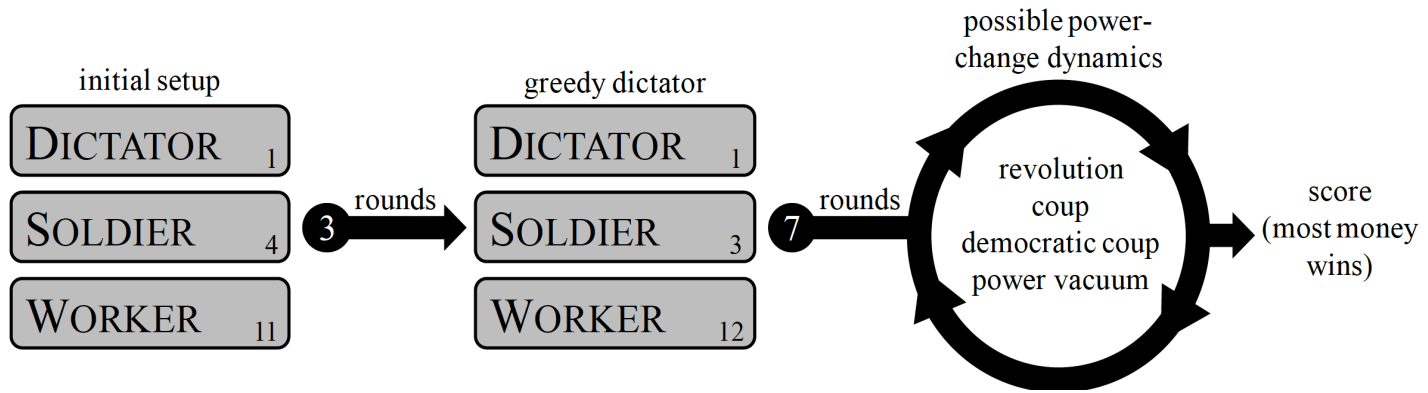 initial setup
DICTATOR 1
SOLDIER 4
WORKER 11
3 rounds
greedy dictator
DICTATOR 1
SOLDIER 3
WORKER 12
7 rounds
possible power-
change dynamics
revolution
coup
democratic coup
power vacuum
score
(most money
wins)